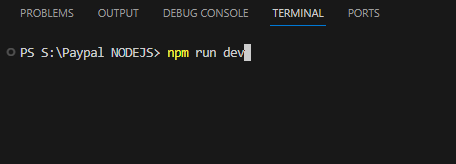 PROBLEMS OUTPUT DEBUG CONSOLE TERMINAL PORTS
PS S:\Paypal NODEJS> npm run dev